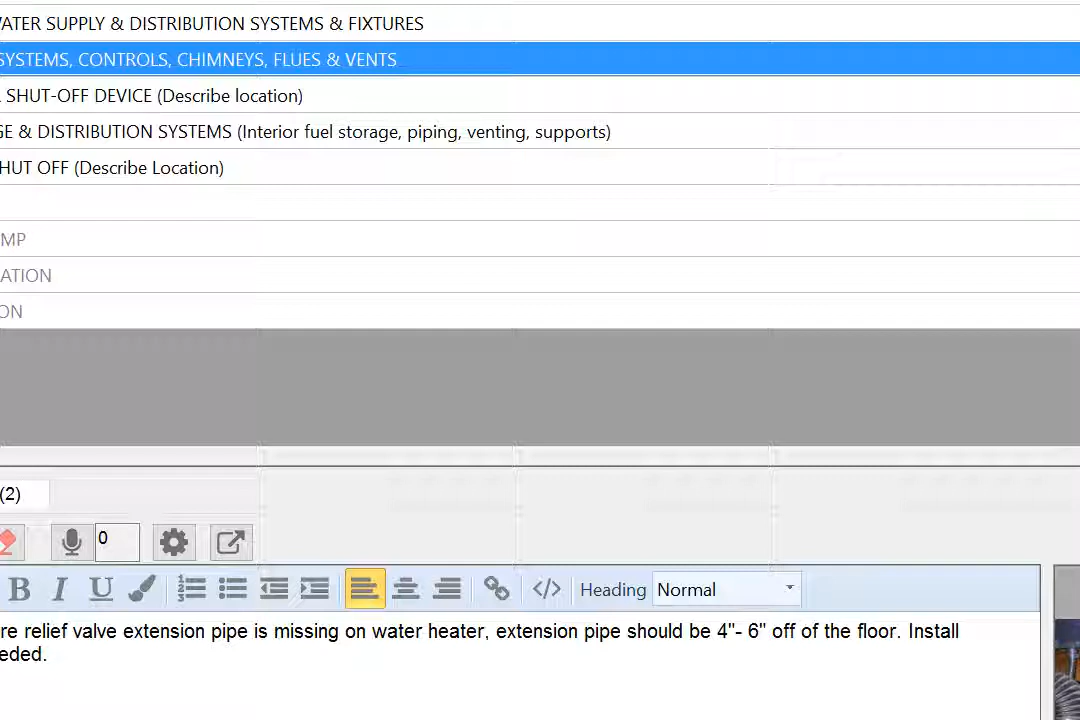 WATER SUPPLY & DISTRIBUTION SYSTEMS & FIXTURES
SYSTEMS, CONTROLS, CHIMNEYS, FLUES & VENTS
SHUT-OFF DEVICE (Describe location)
GE & DISTRIBUTION SYSTEMS (Interior fuel storage, piping, venting, supports)
HUT OFF (Describe Location)
MP
ATION
ON
(2)
0
B I U Heading Normal
re relief valve extension pipe is missing on water heater, extension pipe should be 4"- 6" off of the floor. Install
eded.